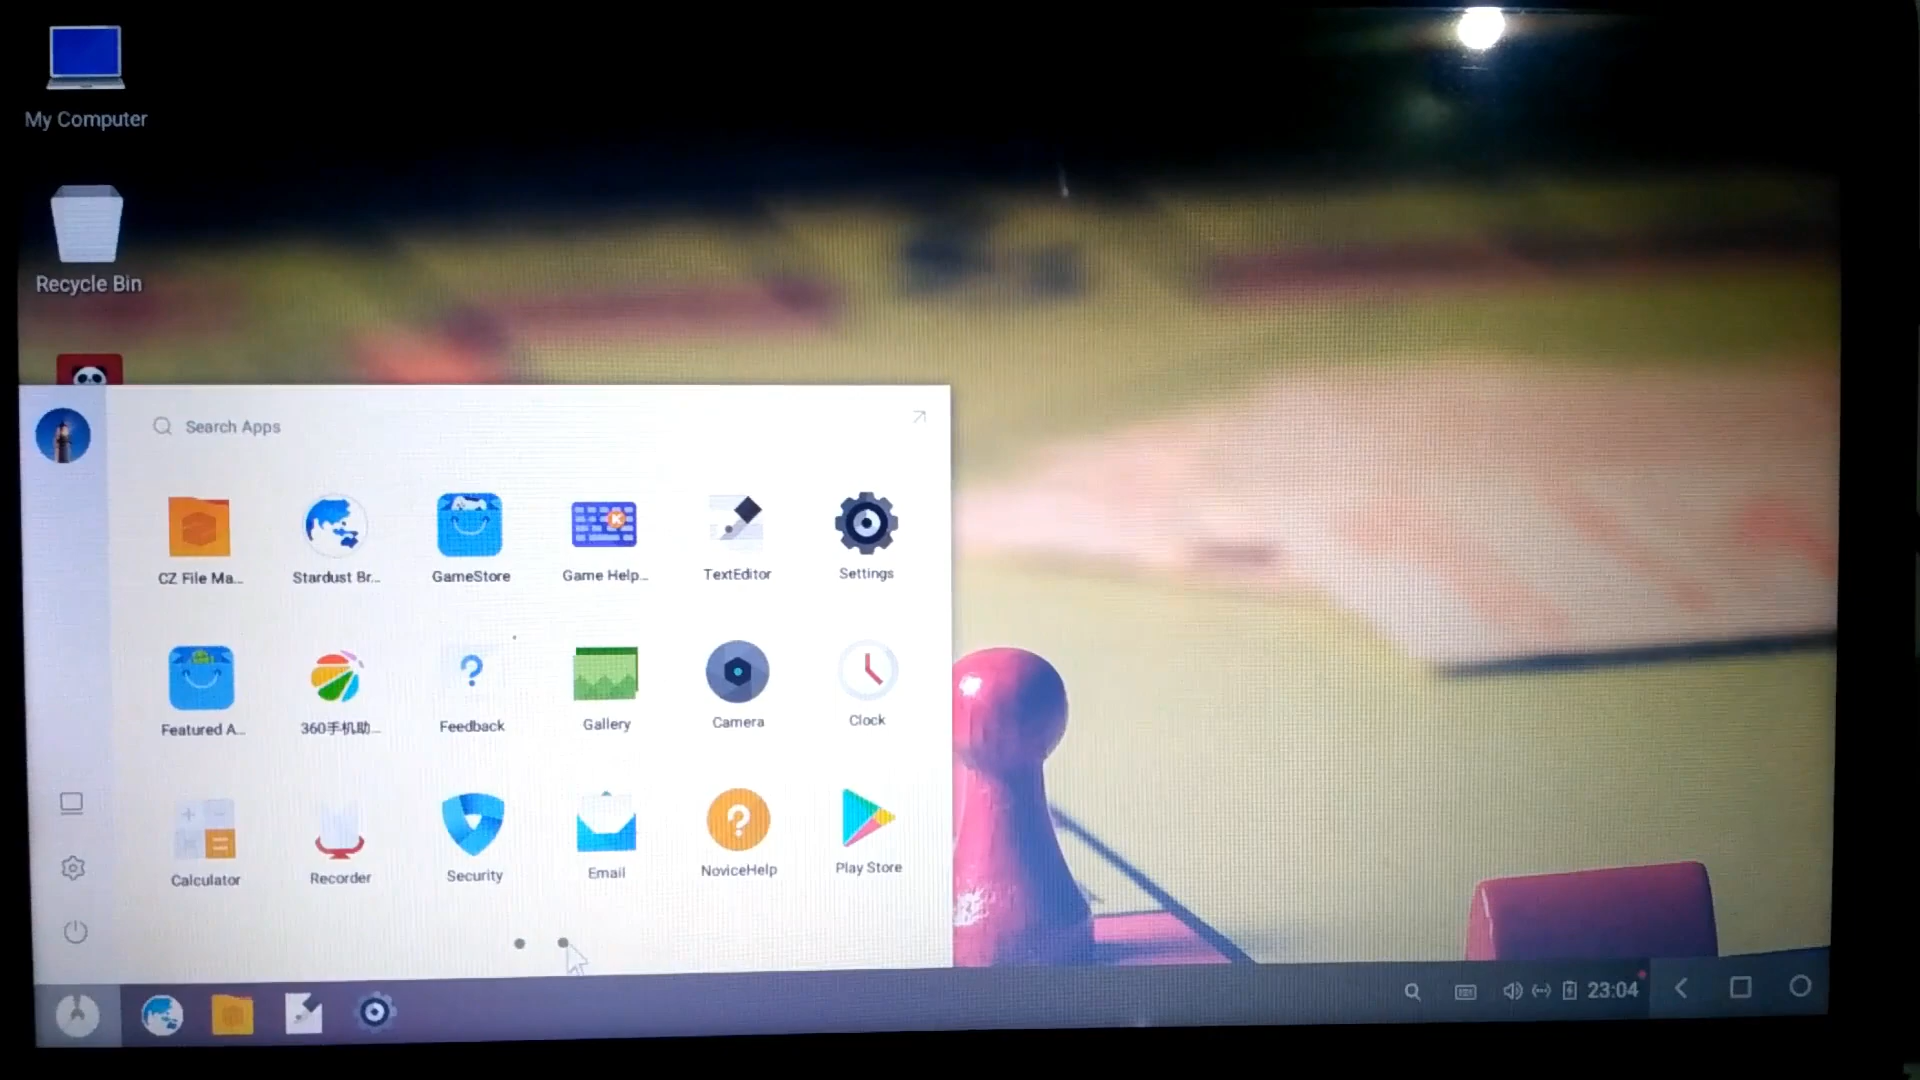 My Computer
Recycle Bin
Search Apps
CZ File Ma...
Stardust Br...
GameStore
Game Help...
TextEditor
Settings
Featured A...
360手机助...
Feedback
Gallery
Camera
Clock
Calculator
Recorder
Security
Email
NoviceHelp
Play Store
23:04